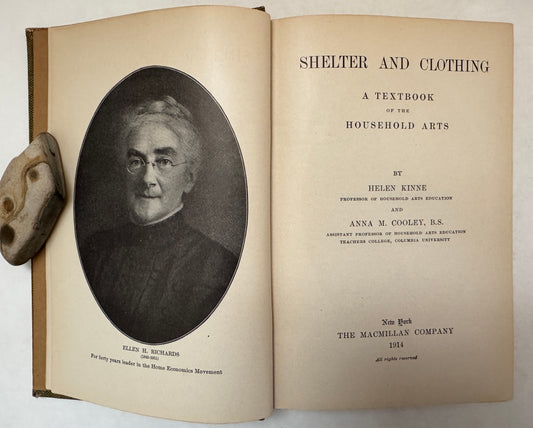 ELLEN H. RICHARDS
(1842-1911)
For forty years leader in the Home Economics Movement
SHELTER AND CLOTHING
A TEXTBOOK
OF THE
HOUSEHOLD ARTS
BY
HELEN KINNE
PROFESSOR OF HOUSEHOLD ARTS EDUCATION
AND
ANNA M. COOLEY, B.S.
ASSISTANT PROFESSOR OF HOUSEHOLD ARTS EDUCATION
TEACHERS COLLEGE, COLUMBIA UNIVERSITY
New York
THE MACMILLAN COMPANY
1914
All rights reserved